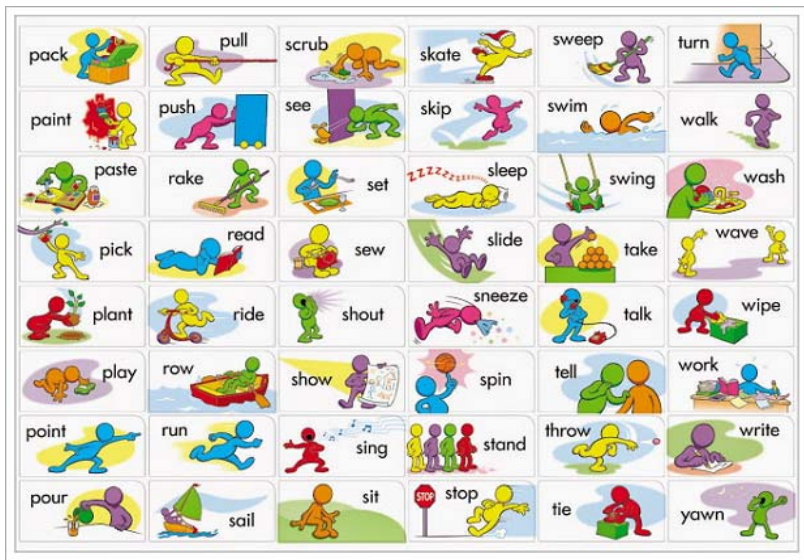 pack
pull
scrub
skate
sweep
turn
paint
push
see
skip
swim
walk
paste
rake
set
zzzzzzzzzz
sleep
swing
wash
pick
read
sew
slide
take
wave
plant
ride
shout
sneeze
talk
wipe
play
row
show
spin
tell
work
point
run
sing
stand
throw
write
pour
sail
sit
STOP
stop
tie
yawn